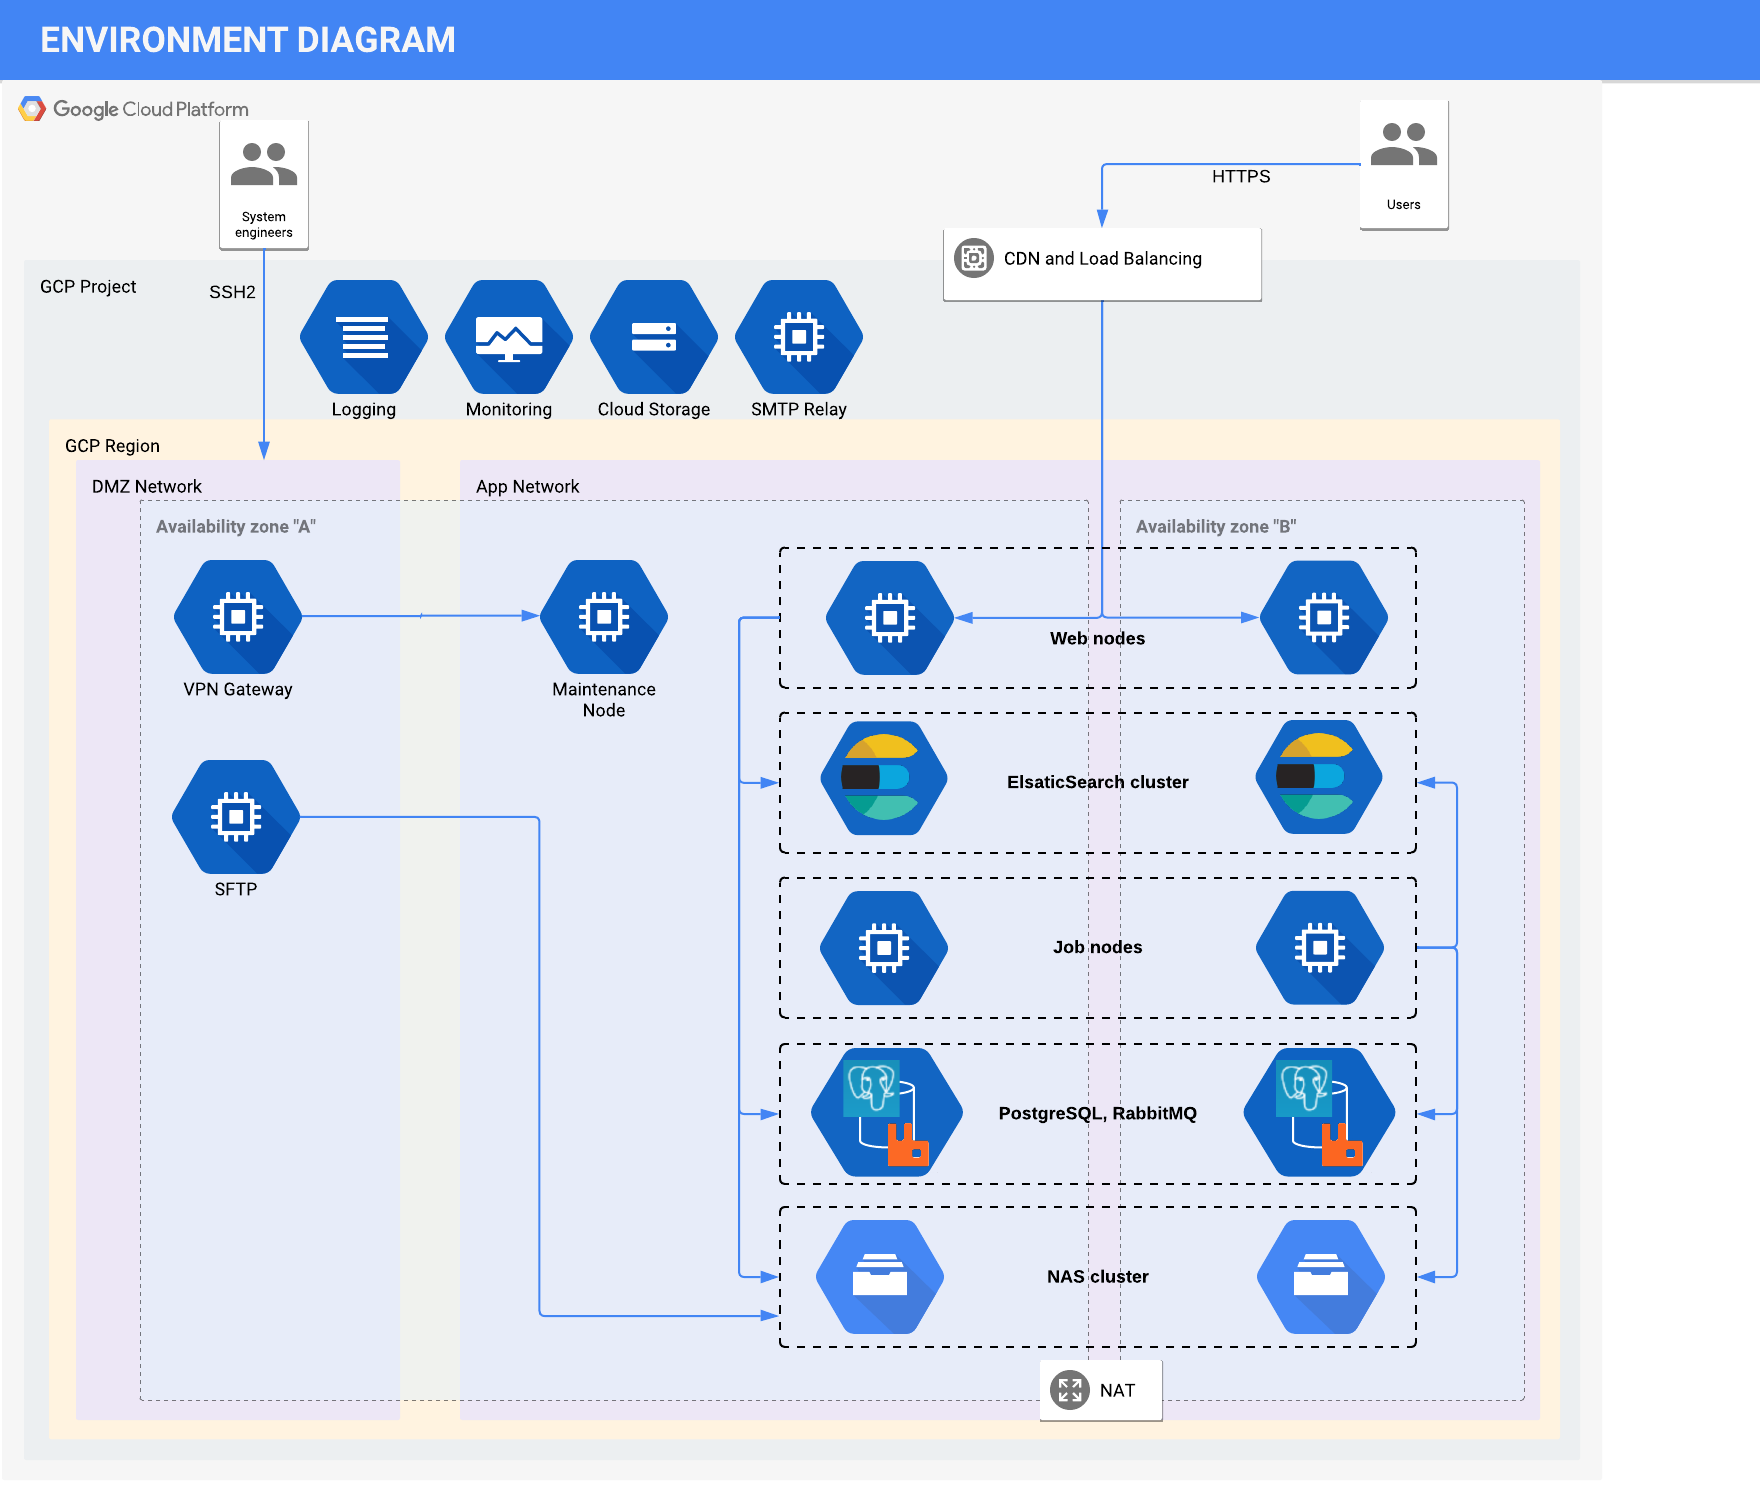 ENVIRONMENT DIAGRAM
Google Cloud Platform
System
engineers
Users
HTTPS
CDN and Load Balancing
GCP Project
SSH2
Logging
Monitoring
Cloud Storage
SMTP Relay
GCP Region
DMZ Network
App Network
Availability zone "A"
Availability zone "B"
Web nodes
VPN Gateway
Maintenance
Node
ElsaticSearch cluster
SFTP
Job nodes
PostgreSQL, RabbitMQ
NAS cluster
NAT